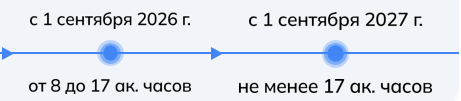 с 1 сентября 2026 г.
с 1 сентября 2027 г.
от 8 до 17 ак. часов
не менее 17 ак. часов